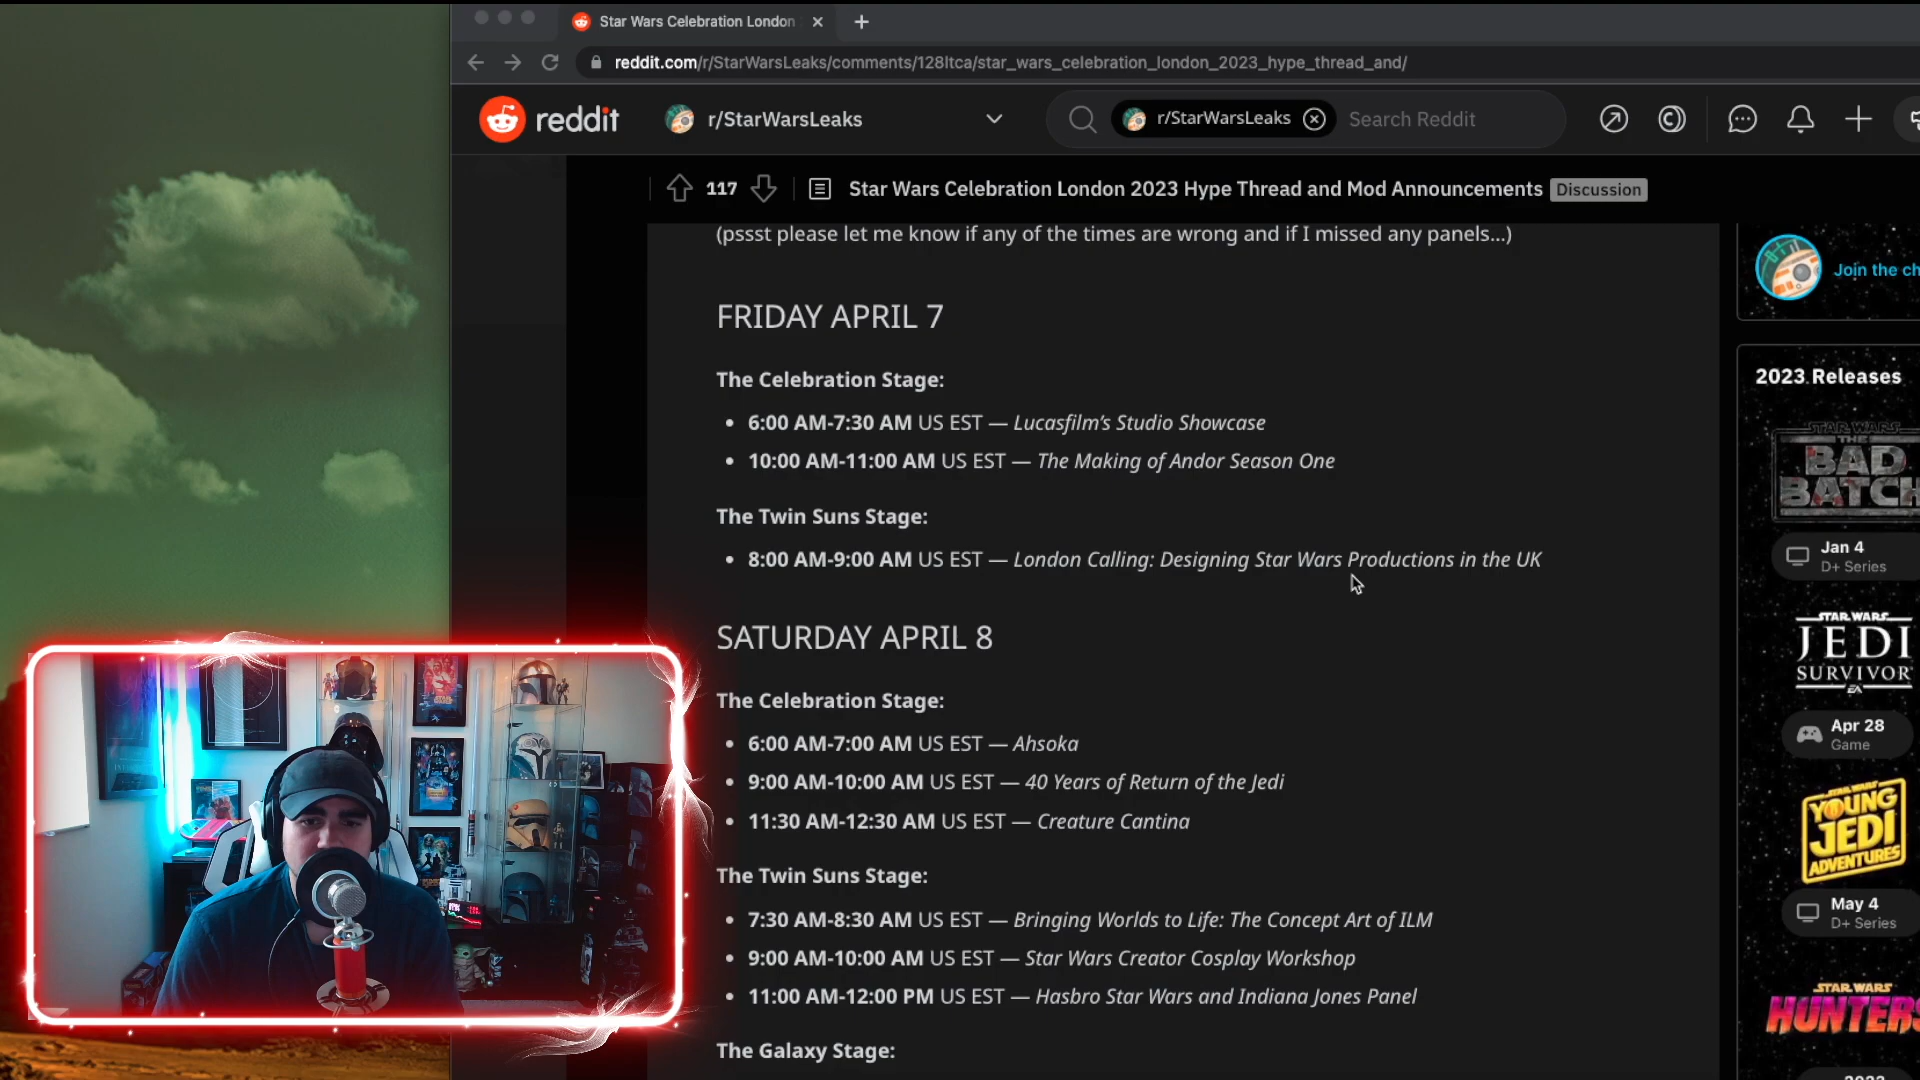 Star Wars Celebration London
reddit.com/r/StarWarsLeaks/comments/128ltca/star_wars_celebration_london_2023_hype_thread_and/
reddit
r/StarWarsLeaks
r/StarWarsLeaks
Search Reddit
117
Star Wars Celebration London 2023 Hype Thread and Mod Announcements
Discussion
(pssst please let me know if any of the times are wrong and if I missed any panels...)
FRIDAY APRIL 7
The Celebration Stage:
• 6:00 AM-7:30 AM US EST — Lucasfilm's Studio Showcase
• 10:00 AM-11:00 AM US EST — The Making of Andor Season One
The Twin Suns Stage:
• 8:00 AM-9:00 AM US EST — London Calling: Designing Star Wars Productions in the UK
SATURDAY APRIL 8
The Celebration Stage:
• 6:00 AM-7:00 AM US EST — Ahsoka
• 9:00 AM-10:00 AM US EST — 40 Years of Return of the Jedi
• 11:30 AM-12:30 AM US EST — Creature Cantina
The Twin Suns Stage:
• 7:30 AM-8:30 AM US EST — Bringing Worlds to Life: The Concept Art of ILM
• 9:00 AM-10:00 AM US EST — Star Wars Creator Cosplay Workshop
• 11:00 AM-12:00 PM US EST — Hasbro Star Wars and Indiana Jones Panel
The Galaxy Stage:
Join the ch
2023 Releases
STAR WARS
THE
BAD
BATCH
Jan 4
D+ Series
STAR WARS
JEDI
SURVIVOR
EA
Apr 28
Game
STAR WARS
YOUNG
JEDI
ADVENTURES
May 4
D+ Series
STAR WARS
HUNTERS